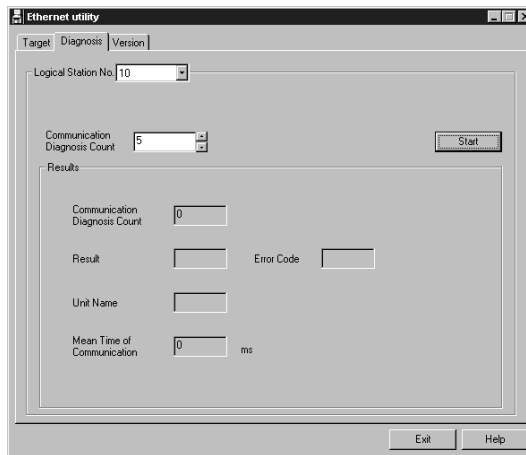 Ethernet utility
Target Diagnosis Version
Logical Station No. 10
Communication
Diagnosis Count 5
Start
Results
Communication
Diagnosis Count 0
Result Error Code
Unit Name
Mean Time of
Communication 0 ms
Exit Help